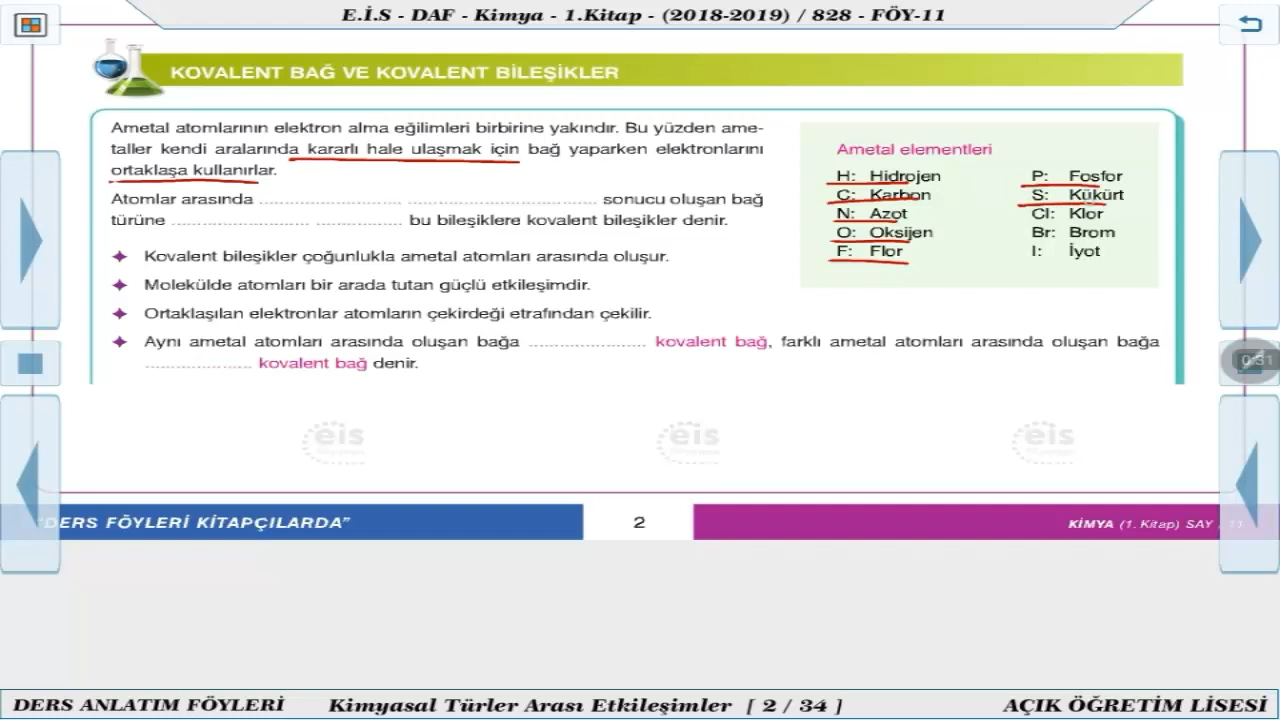 E.İ.S - DAF - Kimya - 1.Kitap - (2018-2019) / 828 - FÖY-11
KOVALENT BAĞ VE KOVALENT BİLEŞİKLER
Ametal atomlarının elektron alma eğilimleri birbirine yakındır. Bu yüzden ame-
taller kendi aralarında kararlı hale ulaşmak için bağ yaparken elektronlarını
ortaklaşa kullanırlar.
Atomlar arasında ........................... ........................................ sonucu oluşan bağ
türüne ............................ ................. bu bileşiklere kovalent bileşikler denir.
Kovalent bileşikler çoğunlukla ametal atomları arasında oluşur.
Molekülde atomları bir arada tutan güçlü etkileşimdir.
Ortaklaşılan elektronlar atomların çekirdeği etrafından çekilir.
Aynı ametal atomları arasında oluşan bağa ........................ kovalent bağ, farklı ametal atomları arasında oluşan bağa
...................... kovalent bağ denir.
Ametal elementleri
H: Hidrojen
C: Karbon
N: Azot
O: Oksijen
F: Flor
P: Fosfor
S: Kükürt
Cl: Klor
Br: Brom
I: İyot
0:31
eis
eis
eis
"DERS FÖYLERİ KİTAPÇILARDA"
2
KİMYA (1. Kitap) SAY 11
DERS ANLATIM FÖYLERİ
Kimyasal Türler Arası Etkileşimler [ 2 / 34 ]
AÇIK ÖĞRETİM LİSESİ